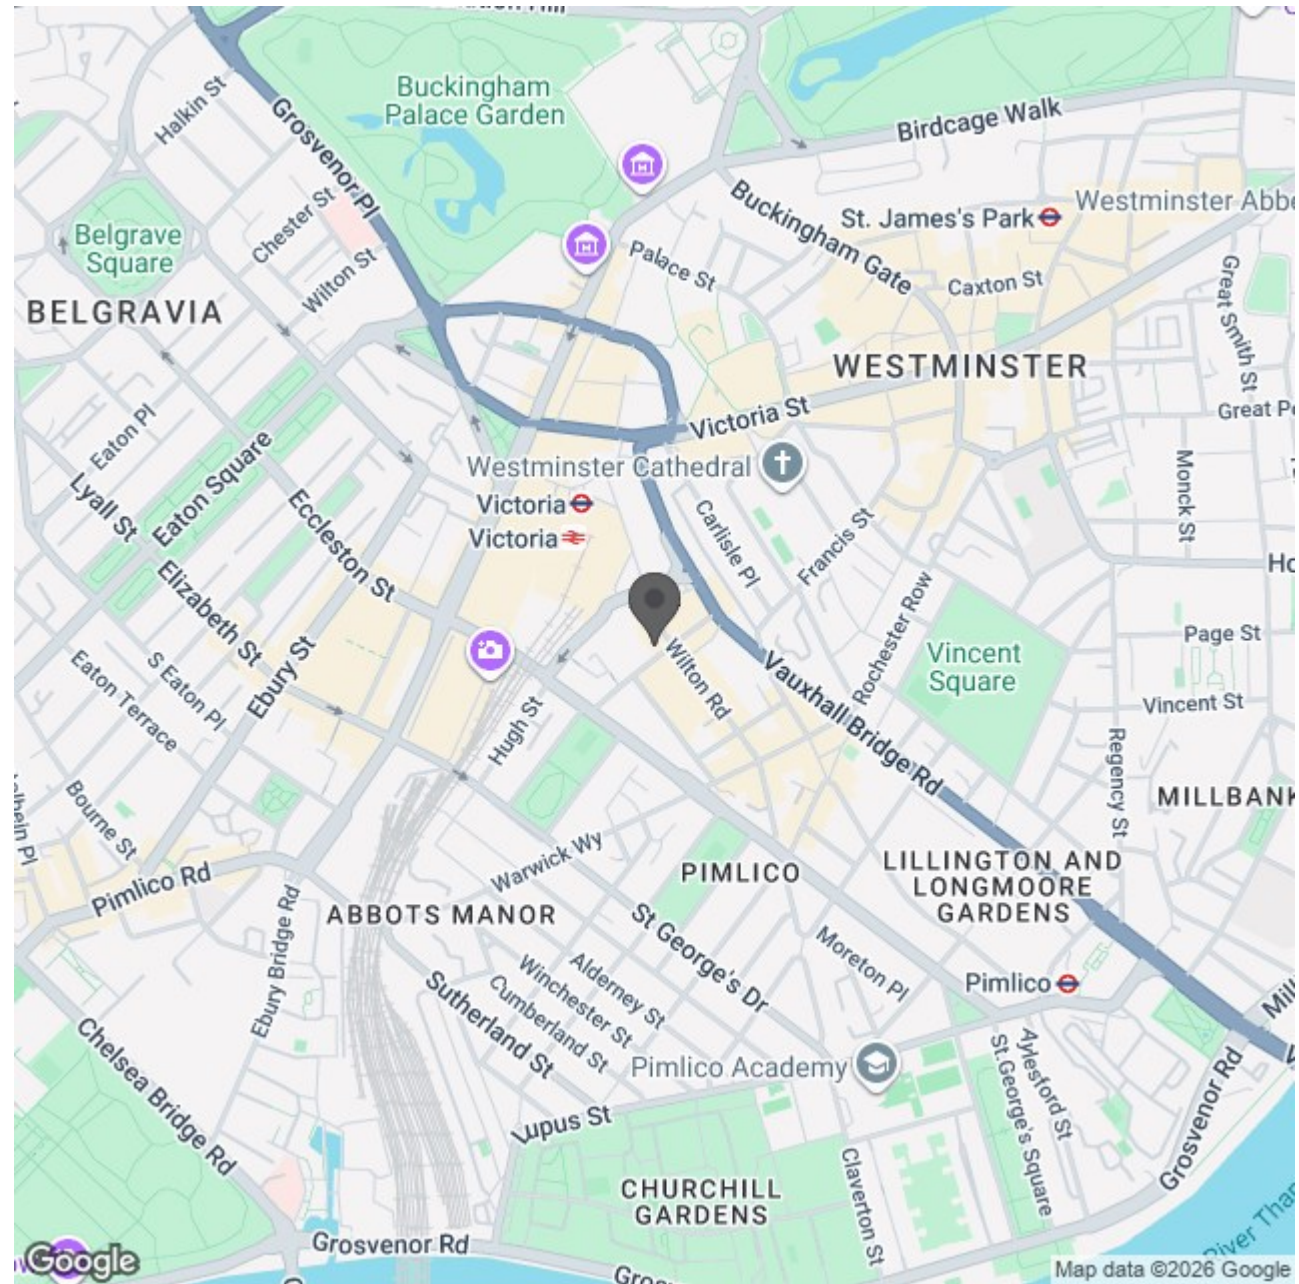 Buckingham
Palace Garden
Halkin St
Grosvenor Pl
Birdcage Walk
Chester St
Buckingham Gate
St. James's Park
Westminster Abbe
Belgrave
Square
Wilton St
Palace St
Caxton St
Great Smith St
BELGRAVIA
WESTMINSTER
Eaton Pl
Victoria St
Great Pe
Westminster Cathedral
Lyall St
Eaton Square
Eccleston St
Victoria
Victoria
Carlisle Pl
Francis St
Monck St
Ho
Elizabeth St
Rochester Row
Page St
Eaton Terrace
S Eaton Pl
Ebury St
Wilton Rd
Vincent
Square
Vincent St
Hugh St
Vauxhall Bridge Rd
Regency St
Bourne St
MILLBANK
Pimlico Rd
Warwick Wy
PIMLICO
LILLINGTON AND
LONGMOORE
GARDENS
ABBOTS MANOR
Ebury Bridge Rd
St George's Dr
Moreton Pl
Alderney St
Winchester St
Cumberland St
Sutherland St
Pimlico
Chelsea Bridge Rd
Pimlico Academy
Aylesford St
St.George's Square
Grosvenor Rd
Lupus St
Claverton St
CHURCHILL
GARDENS
Grosvenor Rd
Google
Map data ©2026 Google